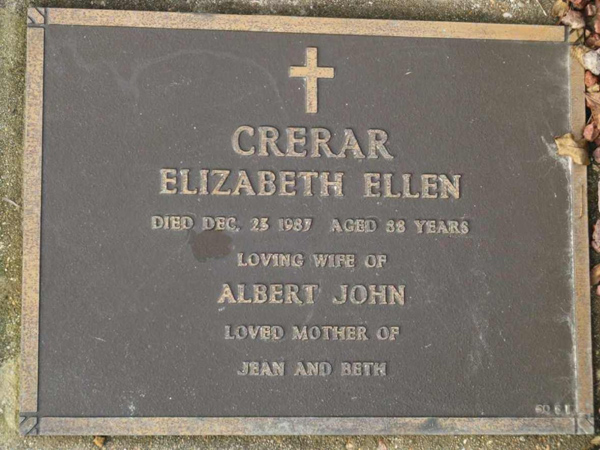 CRERAR
ELIZABETH ELLEN
DIED DEC. 23 1987 AGED 88 YEARS
LOVING WIFE OF
ALBERT JOHN
LOVED MOTHER OF
JEAN AND BETH